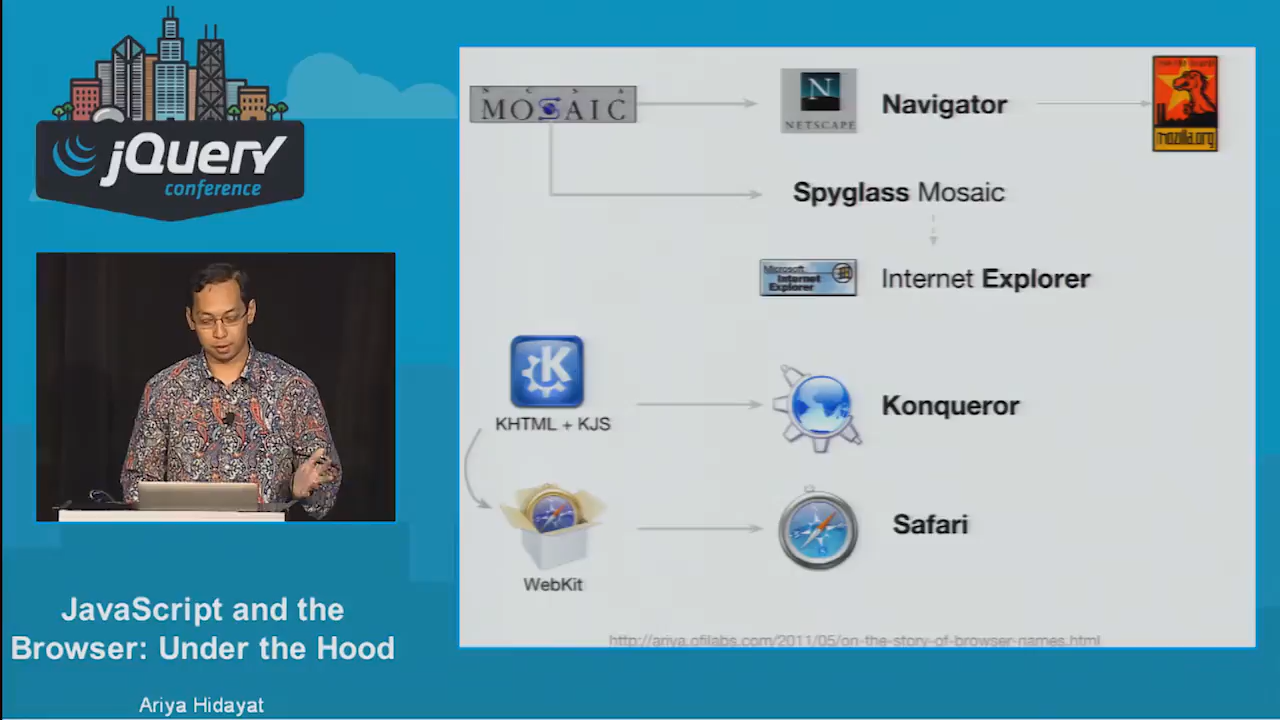 jQuery
conference
JavaScript and the
Browser: Under the Hood
Ariya Hidayat
N C S A
MOSAIC
N
NETSCAPE
Navigator
mozilla.org
Spyglass Mosaic
Microsoft
Internet
Explorer
Internet Explorer
K
KHTML + KJS
Konqueror
WebKit
Safari
http://ariya.ofilabs.com/2011/05/on-the-story-of-browser-names.html